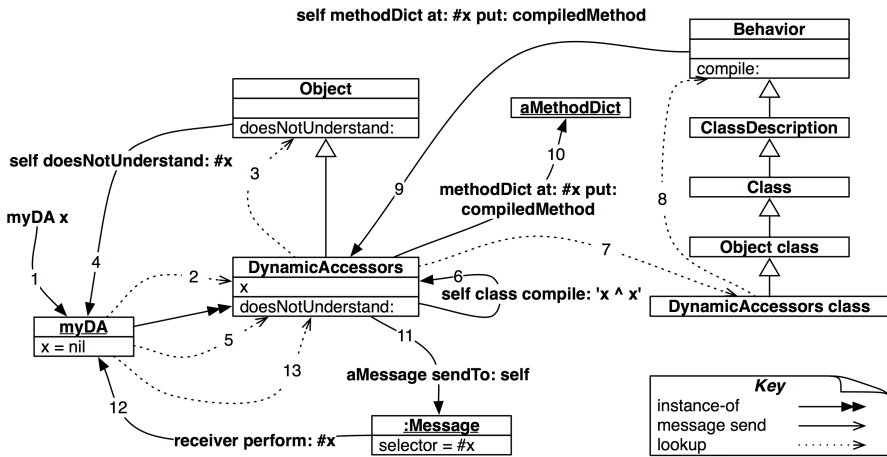 self methodDict at: #x put: compiledMethod
Behavior
compile:
Object
doesNotUnderstand:
aMethodDict
ClassDescription
self doesNotUnderstand: #x
3
10
9
methodDict at: #x put:
compiledMethod
Class
8
myDA x
Object class
1
4
2
DynamicAccessors
x
doesNotUnderstand:
6
7
self class compile: 'x ^ x'
DynamicAccessors class
myDA
x = nil
5
11
13
aMessage sendTo: self
12
:Message
selector = #x
receiver perform: #x
Key
instance-of
message send
lookup